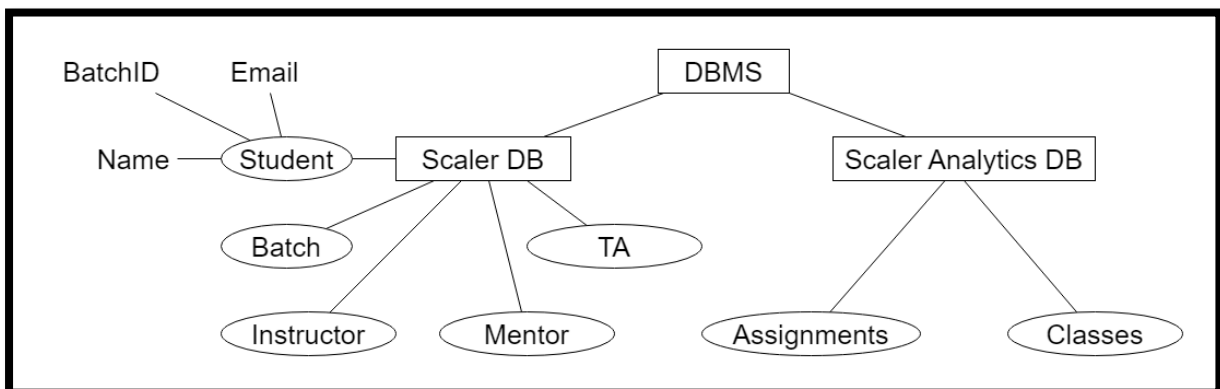 BatchID
Email
DBMS
Name
Student
Scaler DB
Scaler Analytics DB
Batch
TA
Instructor
Mentor
Assignments
Classes